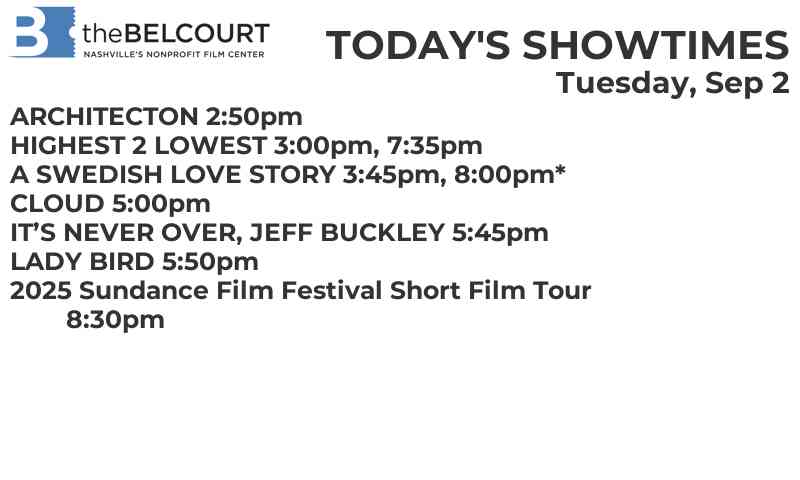 B theBELCOURT
NASHVILLE'S NONPROFIT FILM CENTER
TODAY'S SHOWTIMES
Tuesday, Sep 2
ARCHITECTON 2:50pm
HIGHEST 2 LOWEST 3:00pm, 7:35pm
A SWEDISH LOVE STORY 3:45pm, 8:00pm*
CLOUD 5:00pm
IT’S NEVER OVER, JEFF BUCKLEY 5:45pm
LADY BIRD 5:50pm
2025 Sundance Film Festival Short Film Tour
8:30pm